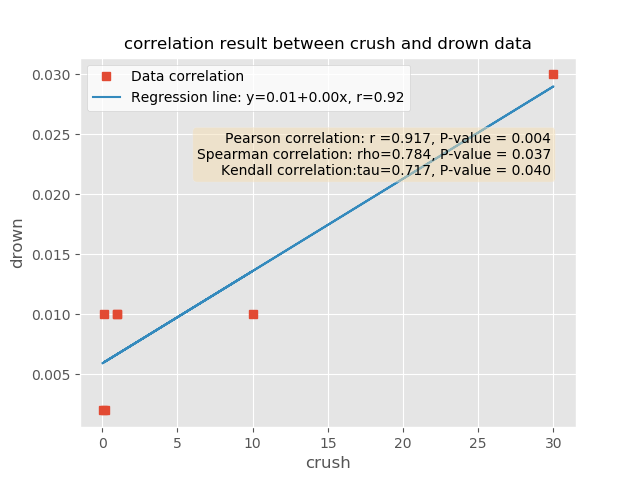 correlation result between crush and drown data
Data correlation
Regression line: y=0.01+0.00x, r=0.92
Pearson correlation: r =0.917, P-value = 0.004
Spearman correlation: rho=0.784, P-value = 0.037
Kendall correlation:tau=0.717, P-value = 0.040
drown
0.030
0.025
0.020
0.015
0.010
0.005
0
5
10
15
20
25
30
crush